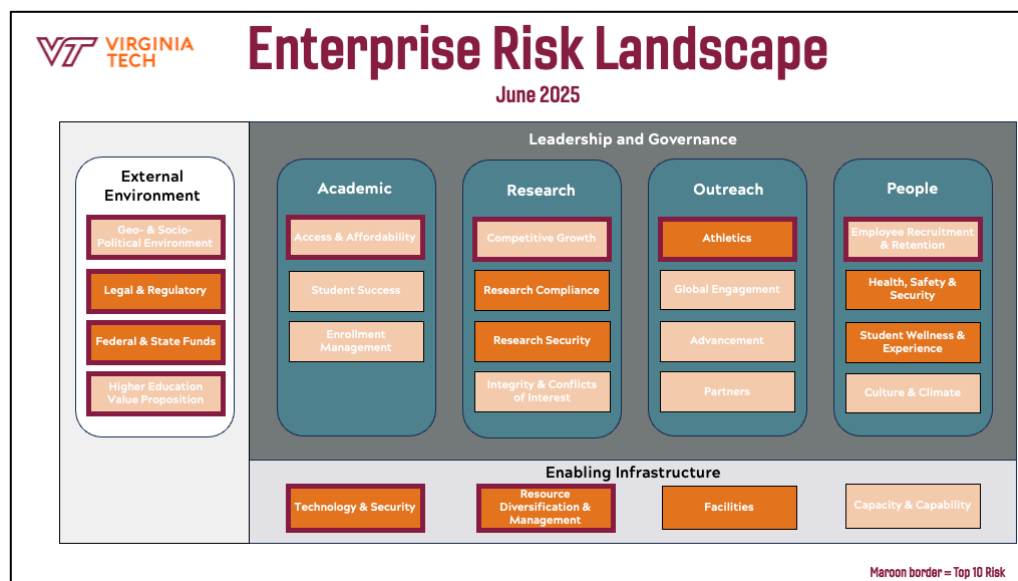 VT VIRGINIA
TECH
Enterprise Risk Landscape
June 2025
External
Environment
Geo- & Socio-
Political Environment
Legal & Regulatory
Federal & State Funds
Higher Education
Value Proposition
Leadership and Governance
Academic
Access & Affordability
Student Success
Enrollment
Management
Research
Competitive Growth
Research Compliance
Research Security
Integrity & Conflicts
of Interest
Outreach
Athletics
Global Engagement
Advancement
Partners
People
Employee Recruitment
& Retention
Health, Safety &
Security
Student Wellness &
Experience
Culture & Climate
Enabling Infrastructure
Technology & Security
Resource
Diversification &
Management
Facilities
Capacity & Capability
Maroon border = Top 10 Risk